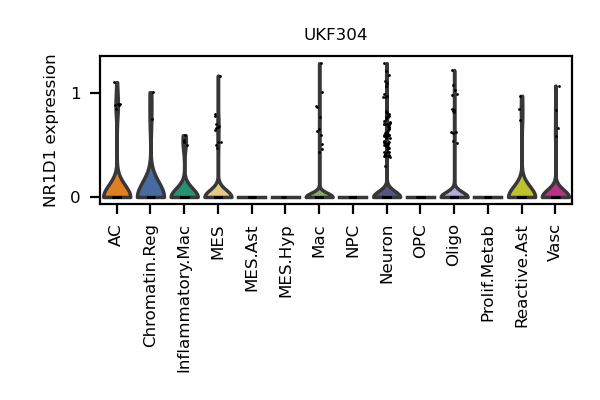 UKF304
NR1D1 expression
1
0
AC
Chromatin.Reg
Inflammatory.Mac
MES
MES.Ast
MES.Hyp
Mac
NPC
Neuron
OPC
Oligo
Prolif.Metab
Reactive.Ast
Vasc